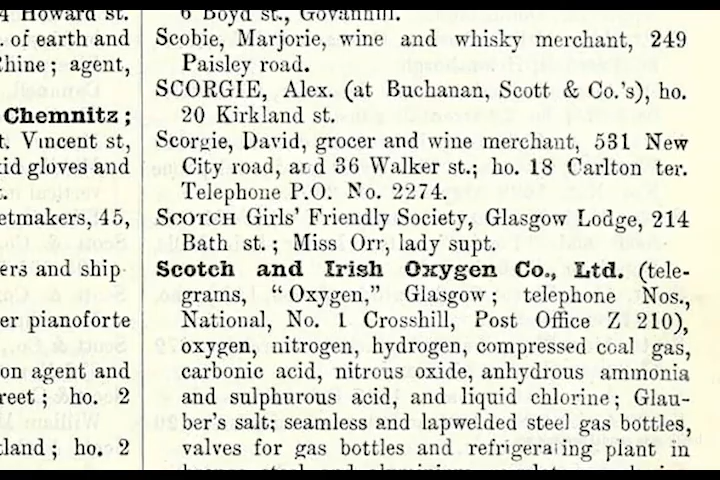 4 Howard st.
of earth and
Chine ; agent,
Chemnitz ;
t. Vincent st,
kid gloves and
etmakers, 45,
ers and ship-
er pianoforte
on agent and
reet ; ho. 2
tland ; ho. 2
6 Boyd st., Govanhill.
Scobie, Marjorie, wine and whisky merchant, 249
Paisley road.
SCORGIE, Alex. (at Buchanan, Scott & Co.'s), ho.
20 Kirkland st.
Scorgie, David, grocer and wine merchant, 531 New
City road, and 36 Walker st.; ho. 18 Carlton ter.
Telephone P.O. No. 2274.
SCOTCH Girls' Friendly Society, Glasgow Lodge, 214
Bath st. ; Miss Orr, lady supt.
Scotch and Irish Oxygen Co., Ltd. (tele-
grams, "Oxygen," Glasgow ; telephone Nos.,
National, No. 1 Crosshill, Post Office Z 210),
oxygen, nitrogen, hydrogen, compressed coal gas,
carbonic acid, nitrous oxide, anhydrous ammonia
and sulphurous acid, and liquid chlorine ; Glau-
ber's salt; seamless and lapwelded steel gas bottles,
valves for gas bottles and refrigerating plant in